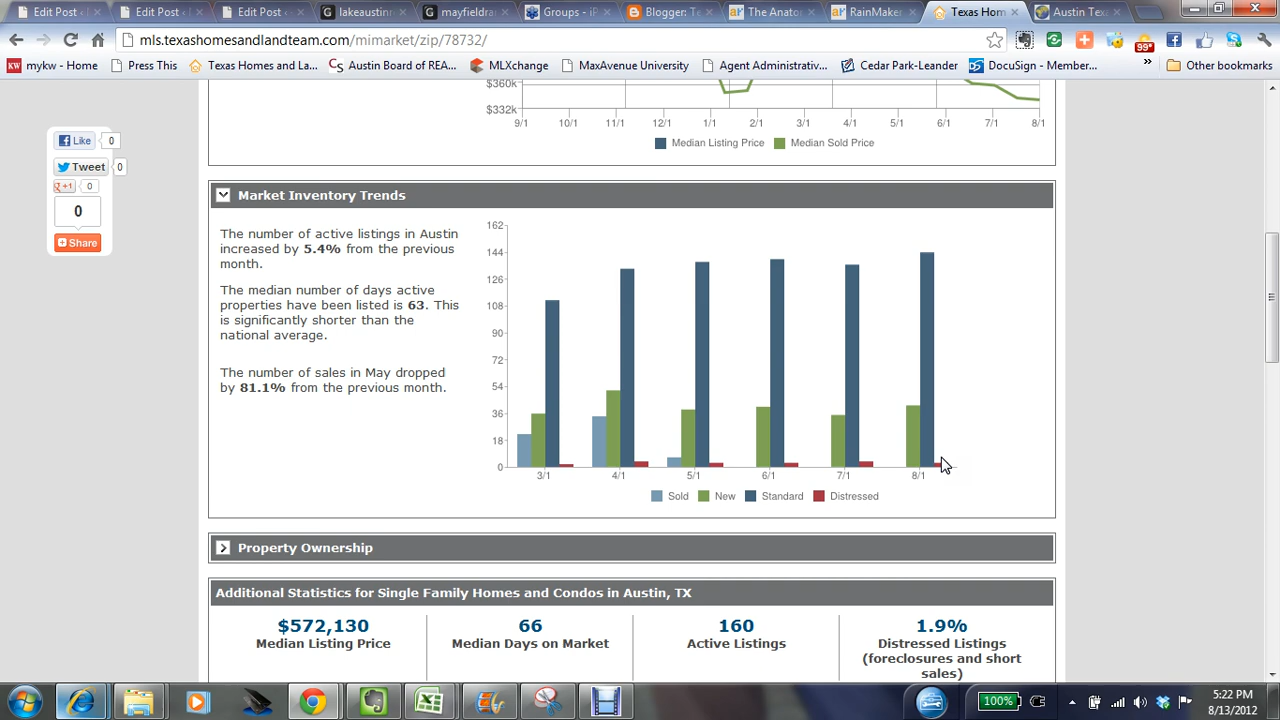 Edit Post ‹
Edit Post ‹
Edit Post ‹
lakeaustinr
mayfieldran
Groups - iP
Blogger: Te
The Anator
RainMaker
Texas Hom
Austin Tex
mls.texashomesandlandteam.com/mimarket/zip/78732/
99+
mykw - Home
Press This
Texas Homes and La...
Austin Board of REA...
MLXchange
MaxAvenue University
Agent Administrativ...
Cedar Park-Leander
DocuSign - Member...
»
Other bookmarks
Like 0
Tweet 0
+1 0
0
Share
$360k
$332k
9/1 10/1 11/1 1/1 2/1 3/1 4/1 5/1 6/1 7/1 8/1
Median Listing Price Median Sold Price
Market Inventory Trends
The number of active listings in Austin
increased by 5.4% from the previous
month.
The median number of days active
properties have been listed is 63. This
is significantly shorter than the
national average.
The number of sales in May dropped
by 81.1% from the previous month.
162
144
126
108
90
72
54
36
18
0
3/1 4/1 5/1 6/1 7/1 8/1
Sold New Standard Distressed
Property Ownership
Additional Statistics for Single Family Homes and Condos in Austin, TX
$572,130
Median Listing Price
66
Median Days on Market
160
Active Listings
1.9%
Distressed Listings
(foreclosures and short
sales)
100%
5:22 PM
8/13/2012